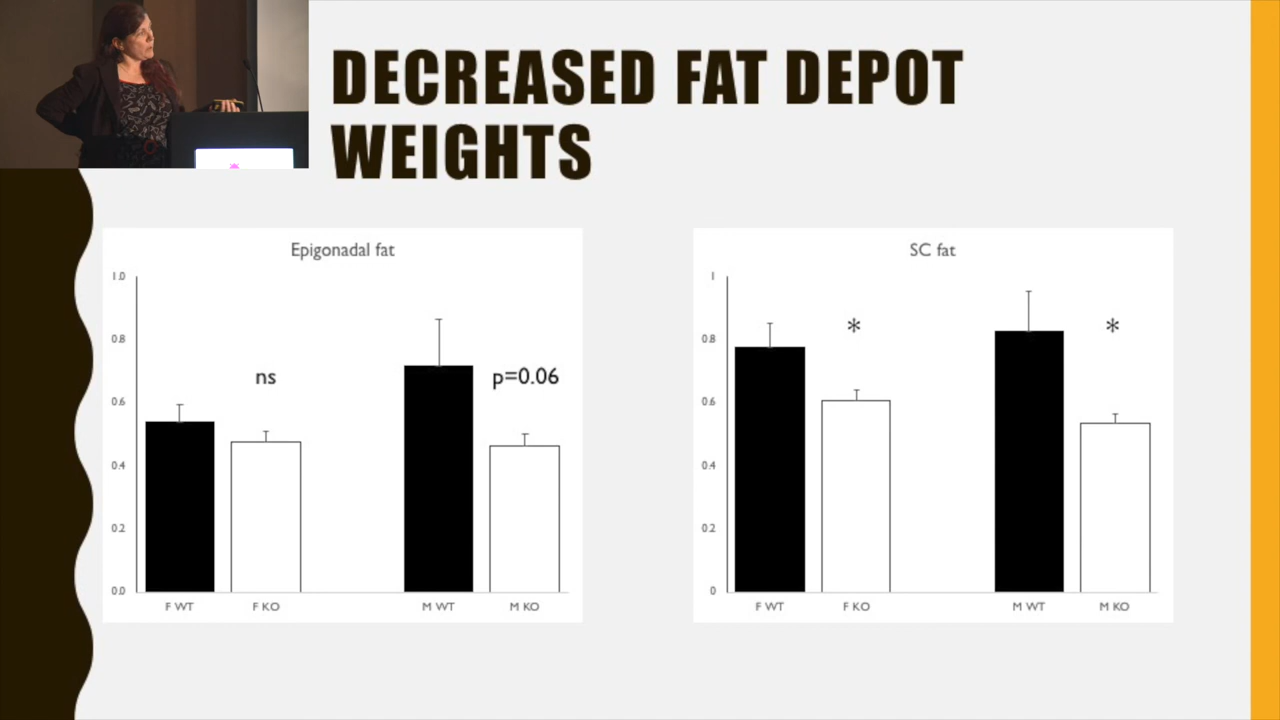 DECREASED FAT DEPOT
WEIGHTS
Epigonadal fat
1.0
0.8
0.6
0.4
0.2
0.0
ns
p=0.06
F WT
F KO
M WT
M KO
SC fat
1
0.8
0.6
0.4
0.2
0
*
*
F WT
F KO
M WT
M KO